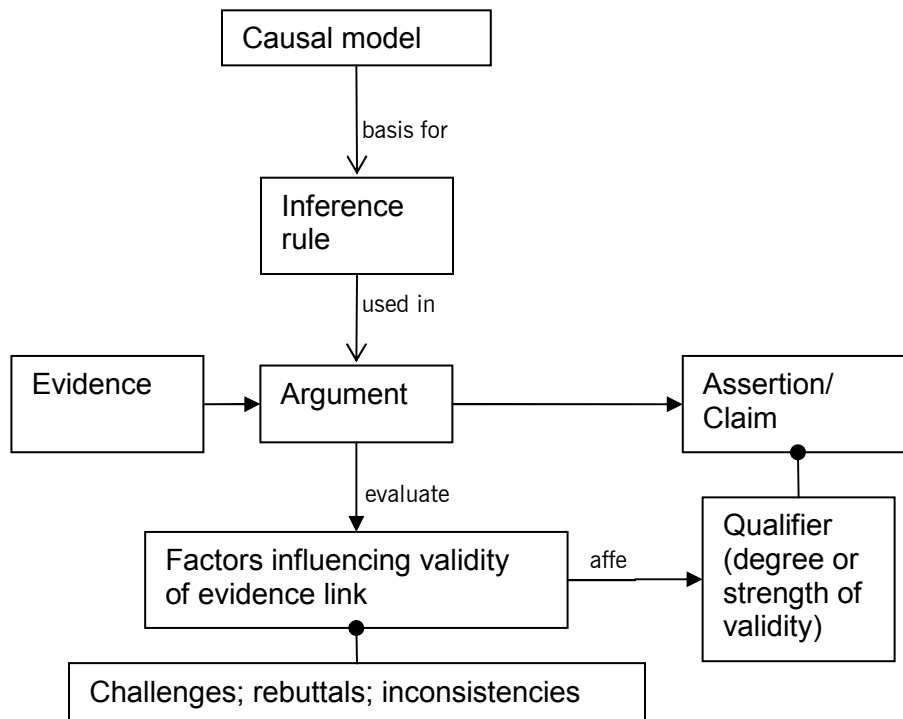 Causal model
basis for
Inference
rule
used in
Evidence
Argument
Assertion/
Claim
evaluate
Factors influencing validity
of evidence link
affe
Qualifier
(degree or
strength of
validity)
Challenges; rebuttals; inconsistencies